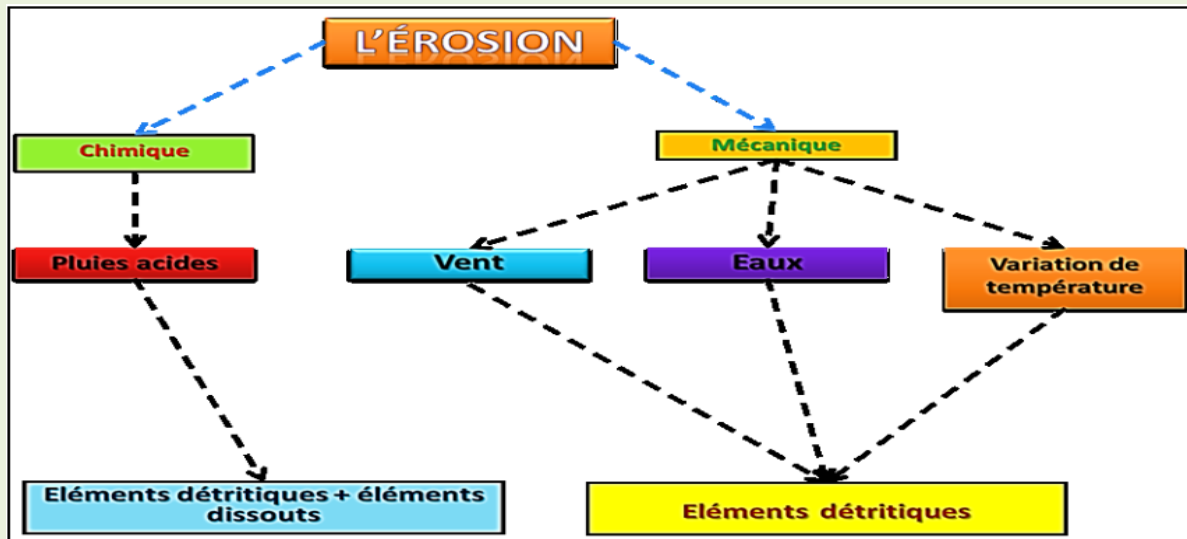 L'ÉROSION
Chimique
Mécanique
Pluies acides
Vent
Eaux
Variation de
température
Eléments détritiques + éléments
dissouts
Eléments détritiques